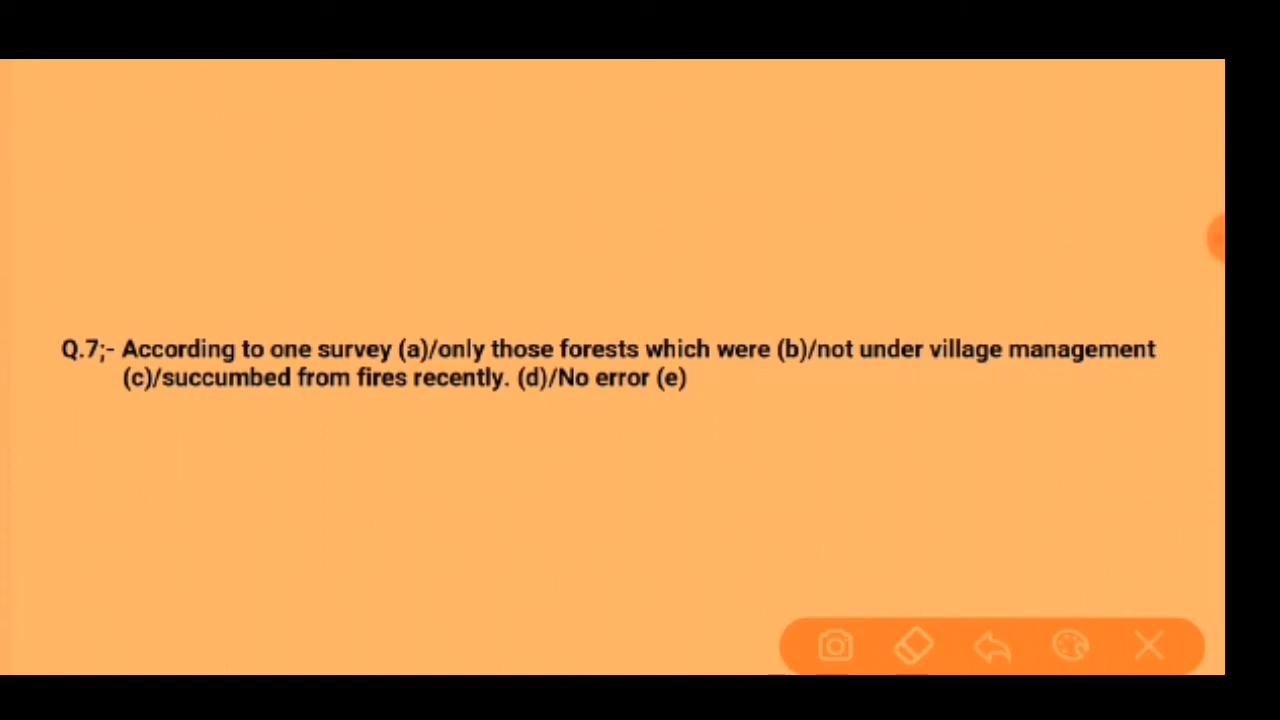 Q.7;- According to one survey (a)/only those forests which were (b)/not under village management
(c)/succumbed from fires recently. (d)/No error (e)